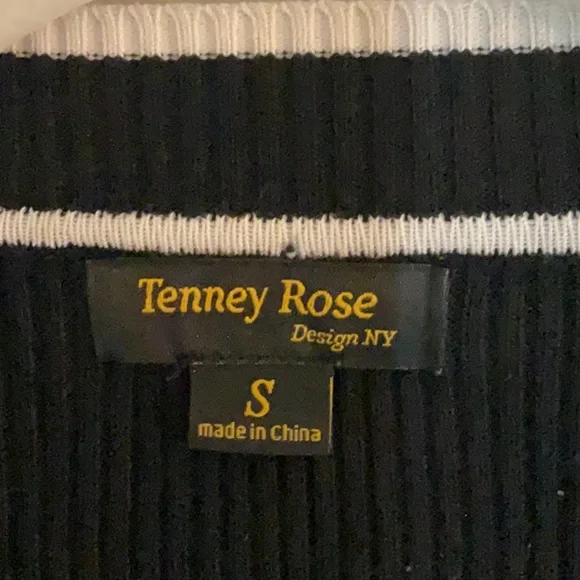 Tenney Rose
Design NY
S
made in China